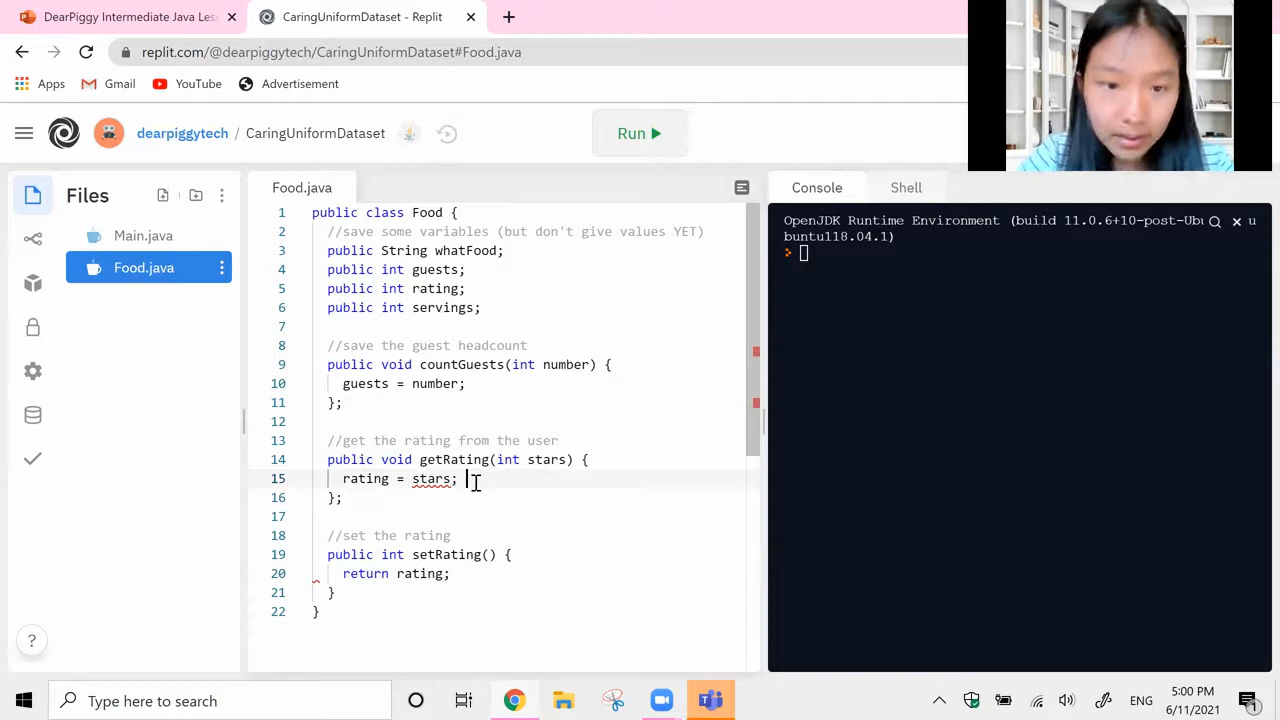 DearPiggy Intermediate Java Les
CaringUniformDataset - Replit
replit.com/@dearpiggytech/CaringUniformDataset#Food.java
Apps
Gmail
YouTube
Advertisement
dearpiggytech / CaringUniformDataset
Run
Files
Main.java
Food.java
Food.java
1 public class Food {
2 //save some variables (but don't give values YET)
3 public String whatFood;
4 public int guests;
5 public int rating;
6 public int servings;
7
8 //save the guest headcount
9 public void countGuests(int number) {
10 guests = number;
11 };
12
13 //get the rating from the user
14 public void getRating(int stars) {
15 rating = stars;
16 };
17
18 //set the rating
19 public int setRating() {
20 return rating;
21 }
22 }
Console
Shell
OpenJDK Runtime Environment (build 11.0.6+10-post-Ubu
u
buntu118.04.1)
>
?
Type here to search
ENG
5:00 PM
6/11/2021
1